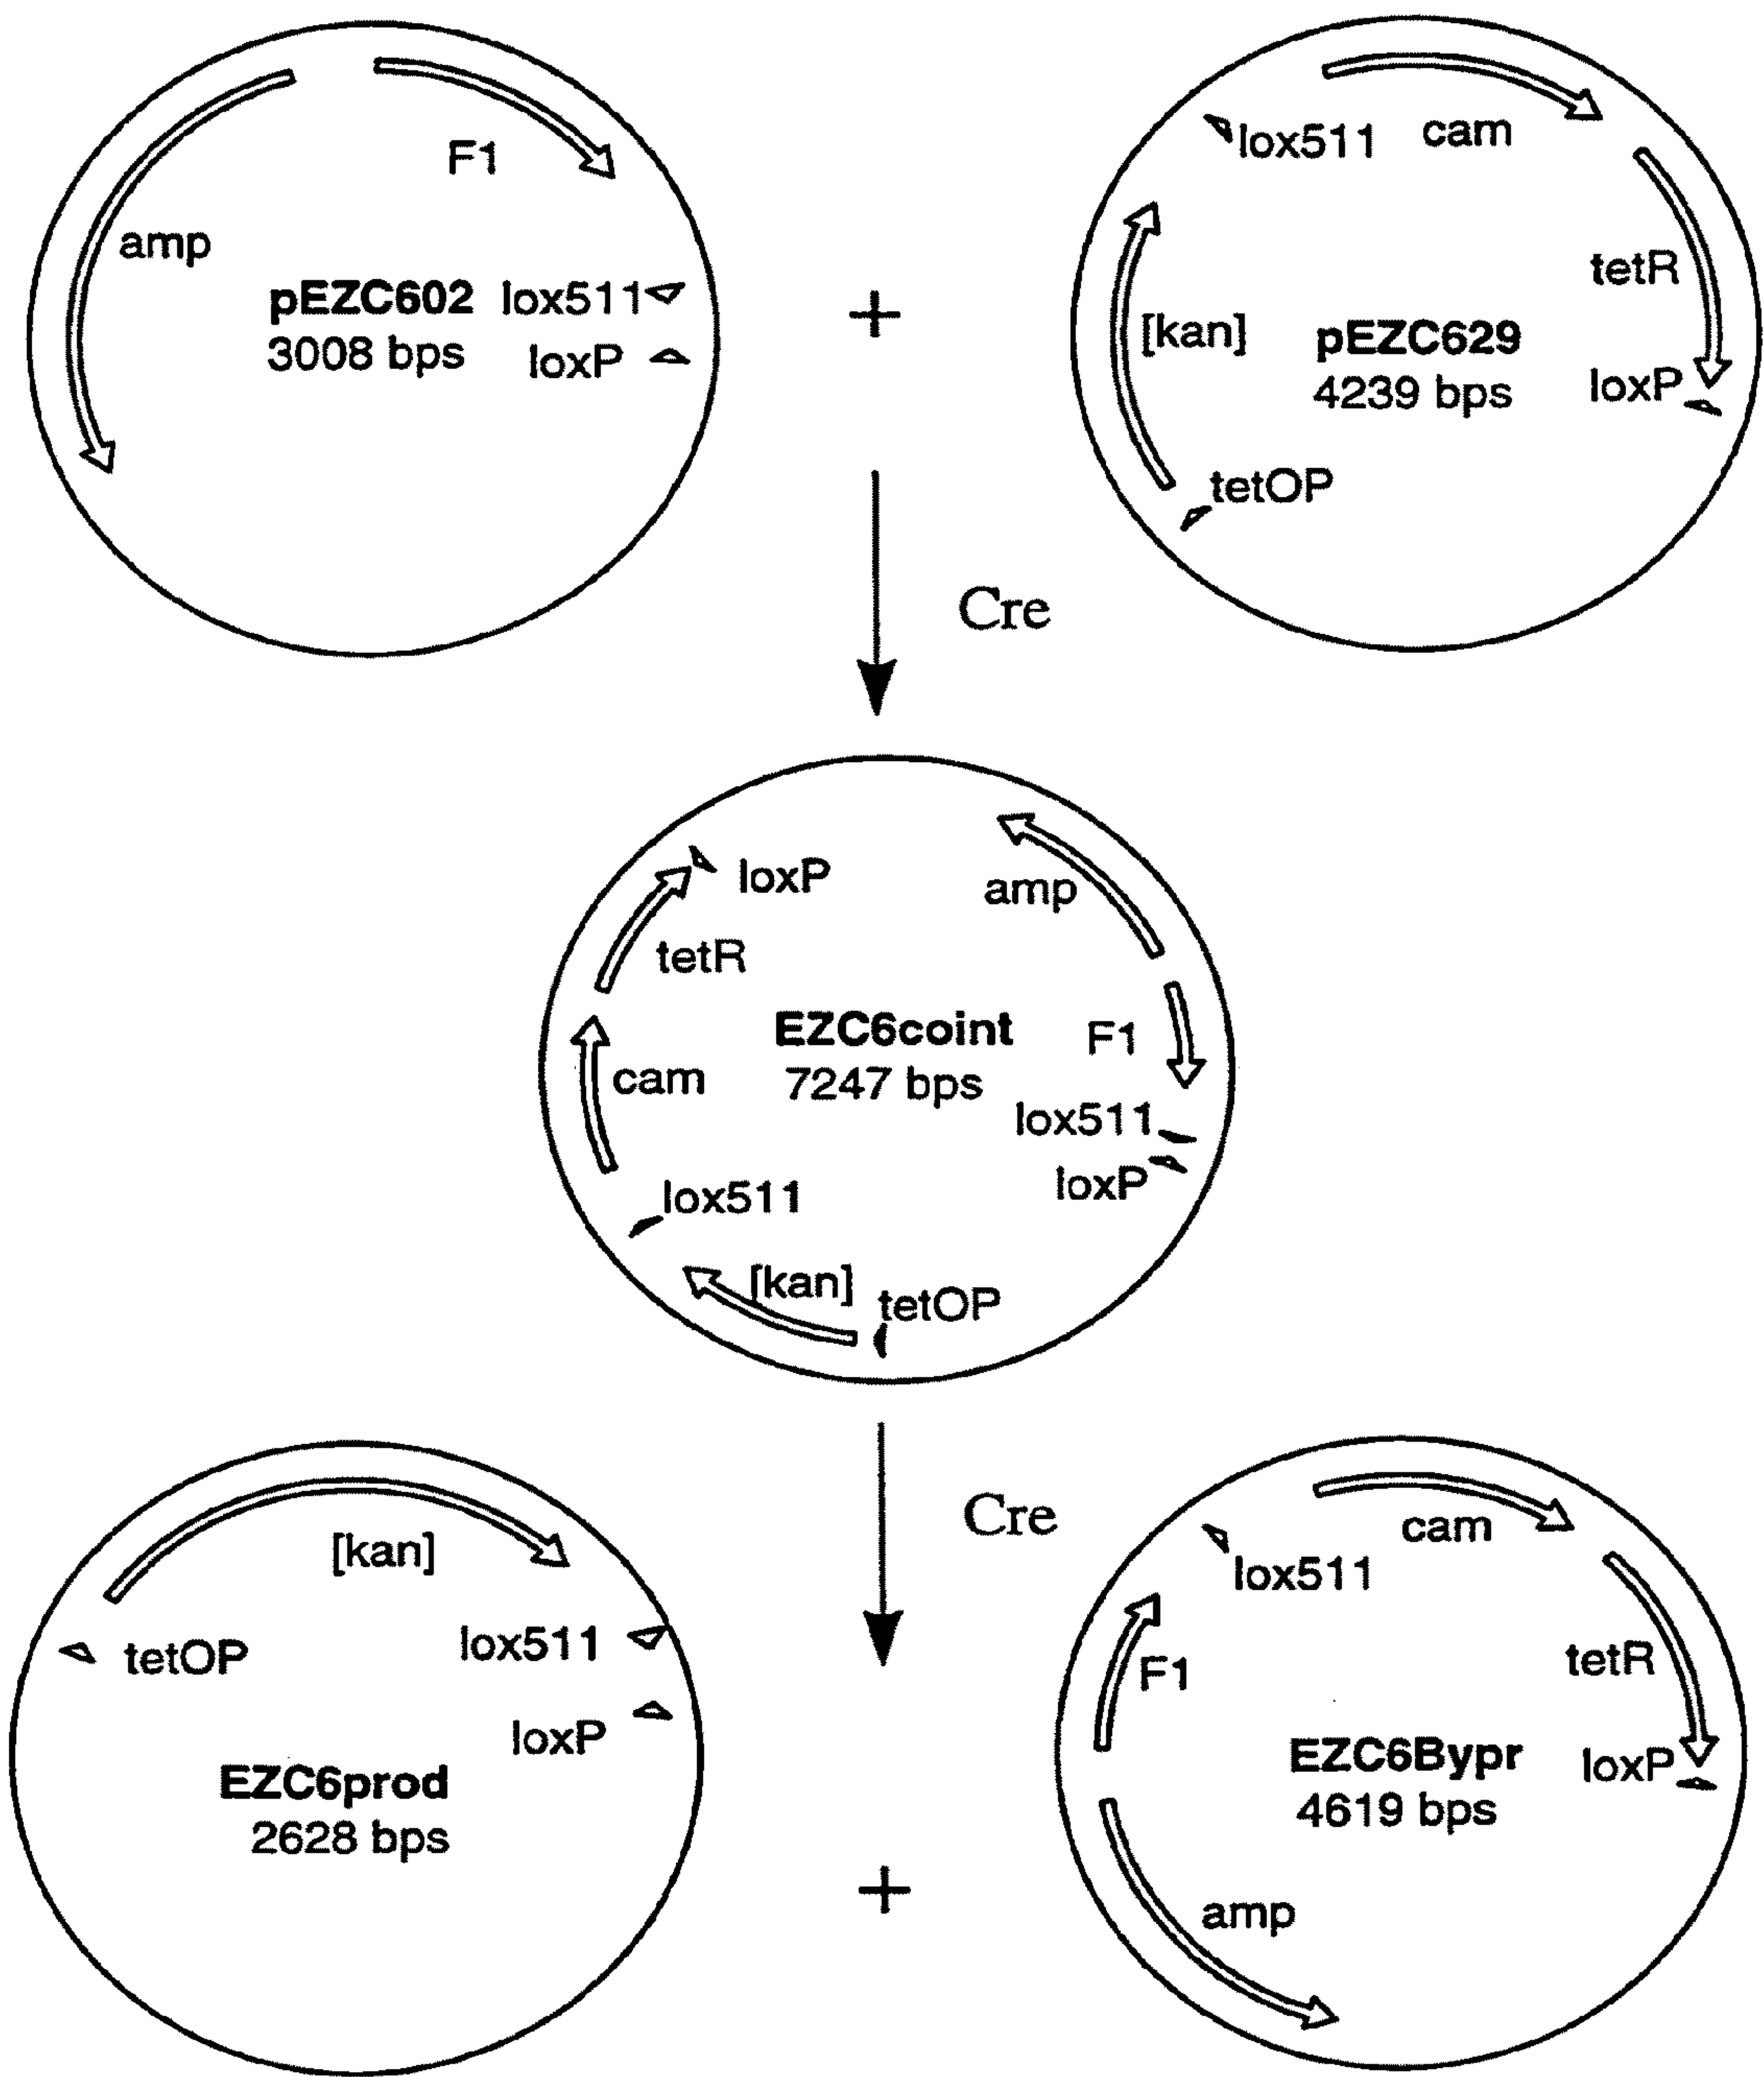 F1
amp
pEZC602
3008 bps
lox511
loxP
+
lox511
cam
tetR
[kan]
pEZC629
4239 bps
loxP
tetOP
Cre
loxP
amp
tetR
EZC6coint
7247 bps
F1
cam
lox511
loxP
lox511
[kan]
tetOP
Cre
[kan]
tetOP
lox511
loxP
EZC6prod
2628 bps
+
cam
lox511
F1
tetR
EZC6Bypr
4619 bps
loxP
amp